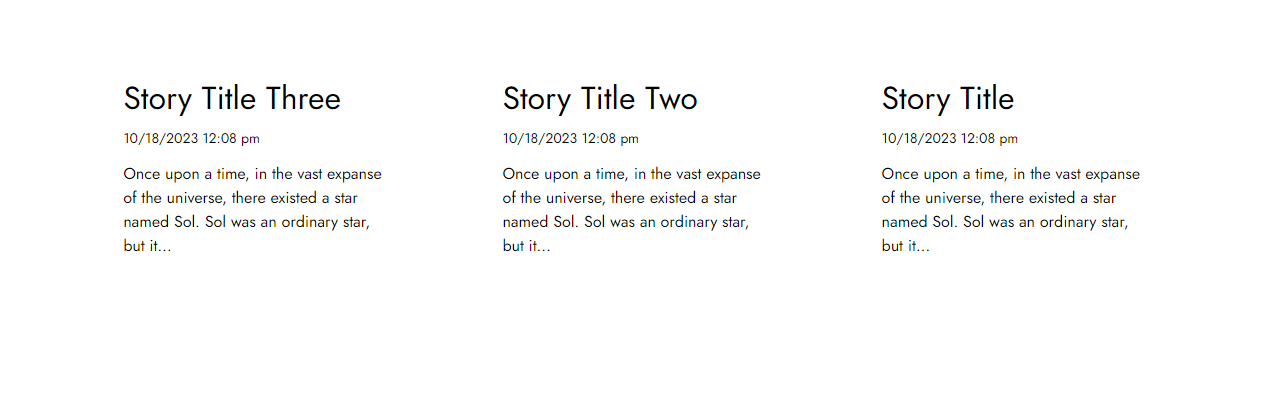 Story Title Three
10/18/2023 12:08 pm
Once upon a time, in the vast expanse
of the universe, there existed a star
named Sol. Sol was an ordinary star,
but it...
Story Title Two
10/18/2023 12:08 pm
Once upon a time, in the vast expanse
of the universe, there existed a star
named Sol. Sol was an ordinary star,
but it...
Story Title
10/18/2023 12:08 pm
Once upon a time, in the vast expanse
of the universe, there existed a star
named Sol. Sol was an ordinary star,
but it...